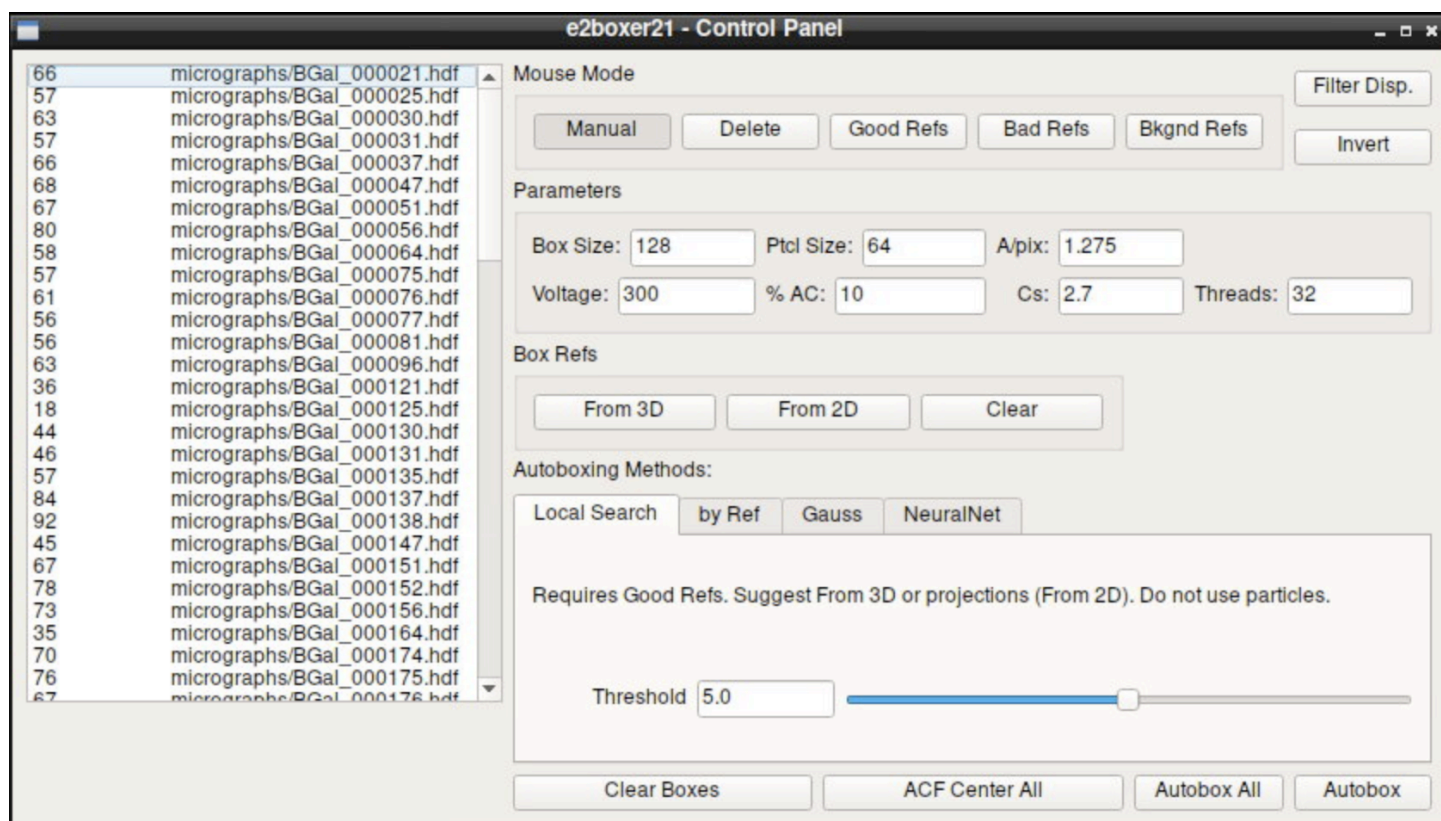 e2boxer21 - Control Panel
66 micrographs/BGal_000021.hdf
57 micrographs/BGal_000025.hdf
63 micrographs/BGal_000030.hdf
57 micrographs/BGal_000031.hdf
66 micrographs/BGal_000037.hdf
68 micrographs/BGal_000047.hdf
67 micrographs/BGal_000051.hdf
80 micrographs/BGal_000056.hdf
58 micrographs/BGal_000064.hdf
57 micrographs/BGal_000075.hdf
61 micrographs/BGal_000076.hdf
56 micrographs/BGal_000077.hdf
56 micrographs/BGal_000081.hdf
63 micrographs/BGal_000096.hdf
36 micrographs/BGal_000121.hdf
18 micrographs/BGal_000125.hdf
44 micrographs/BGal_000130.hdf
46 micrographs/BGal_000131.hdf
57 micrographs/BGal_000135.hdf
84 micrographs/BGal_000137.hdf
92 micrographs/BGal_000138.hdf
45 micrographs/BGal_000147.hdf
67 micrographs/BGal_000151.hdf
78 micrographs/BGal_000152.hdf
73 micrographs/BGal_000156.hdf
35 micrographs/BGal_000164.hdf
70 micrographs/BGal_000174.hdf
76 micrographs/BGal_000175.hdf
67 micrographs/BGal_000176.hdf
Mouse Mode
Manual Delete Good Refs Bad Refs Bkgnd Refs
Filter Disp.
Invert
Parameters
Box Size: 128 Ptcl Size: 64 A/pix: 1.275
Voltage: 300 % AC: 10 Cs: 2.7 Threads: 32
Box Refs
From 3D From 2D Clear
Autoboxing Methods:
Local Search by Ref Gauss NeuralNet
Requires Good Refs. Suggest From 3D or projections (From 2D). Do not use particles.
Threshold 5.0
Clear Boxes ACF Center All Autobox All Autobox